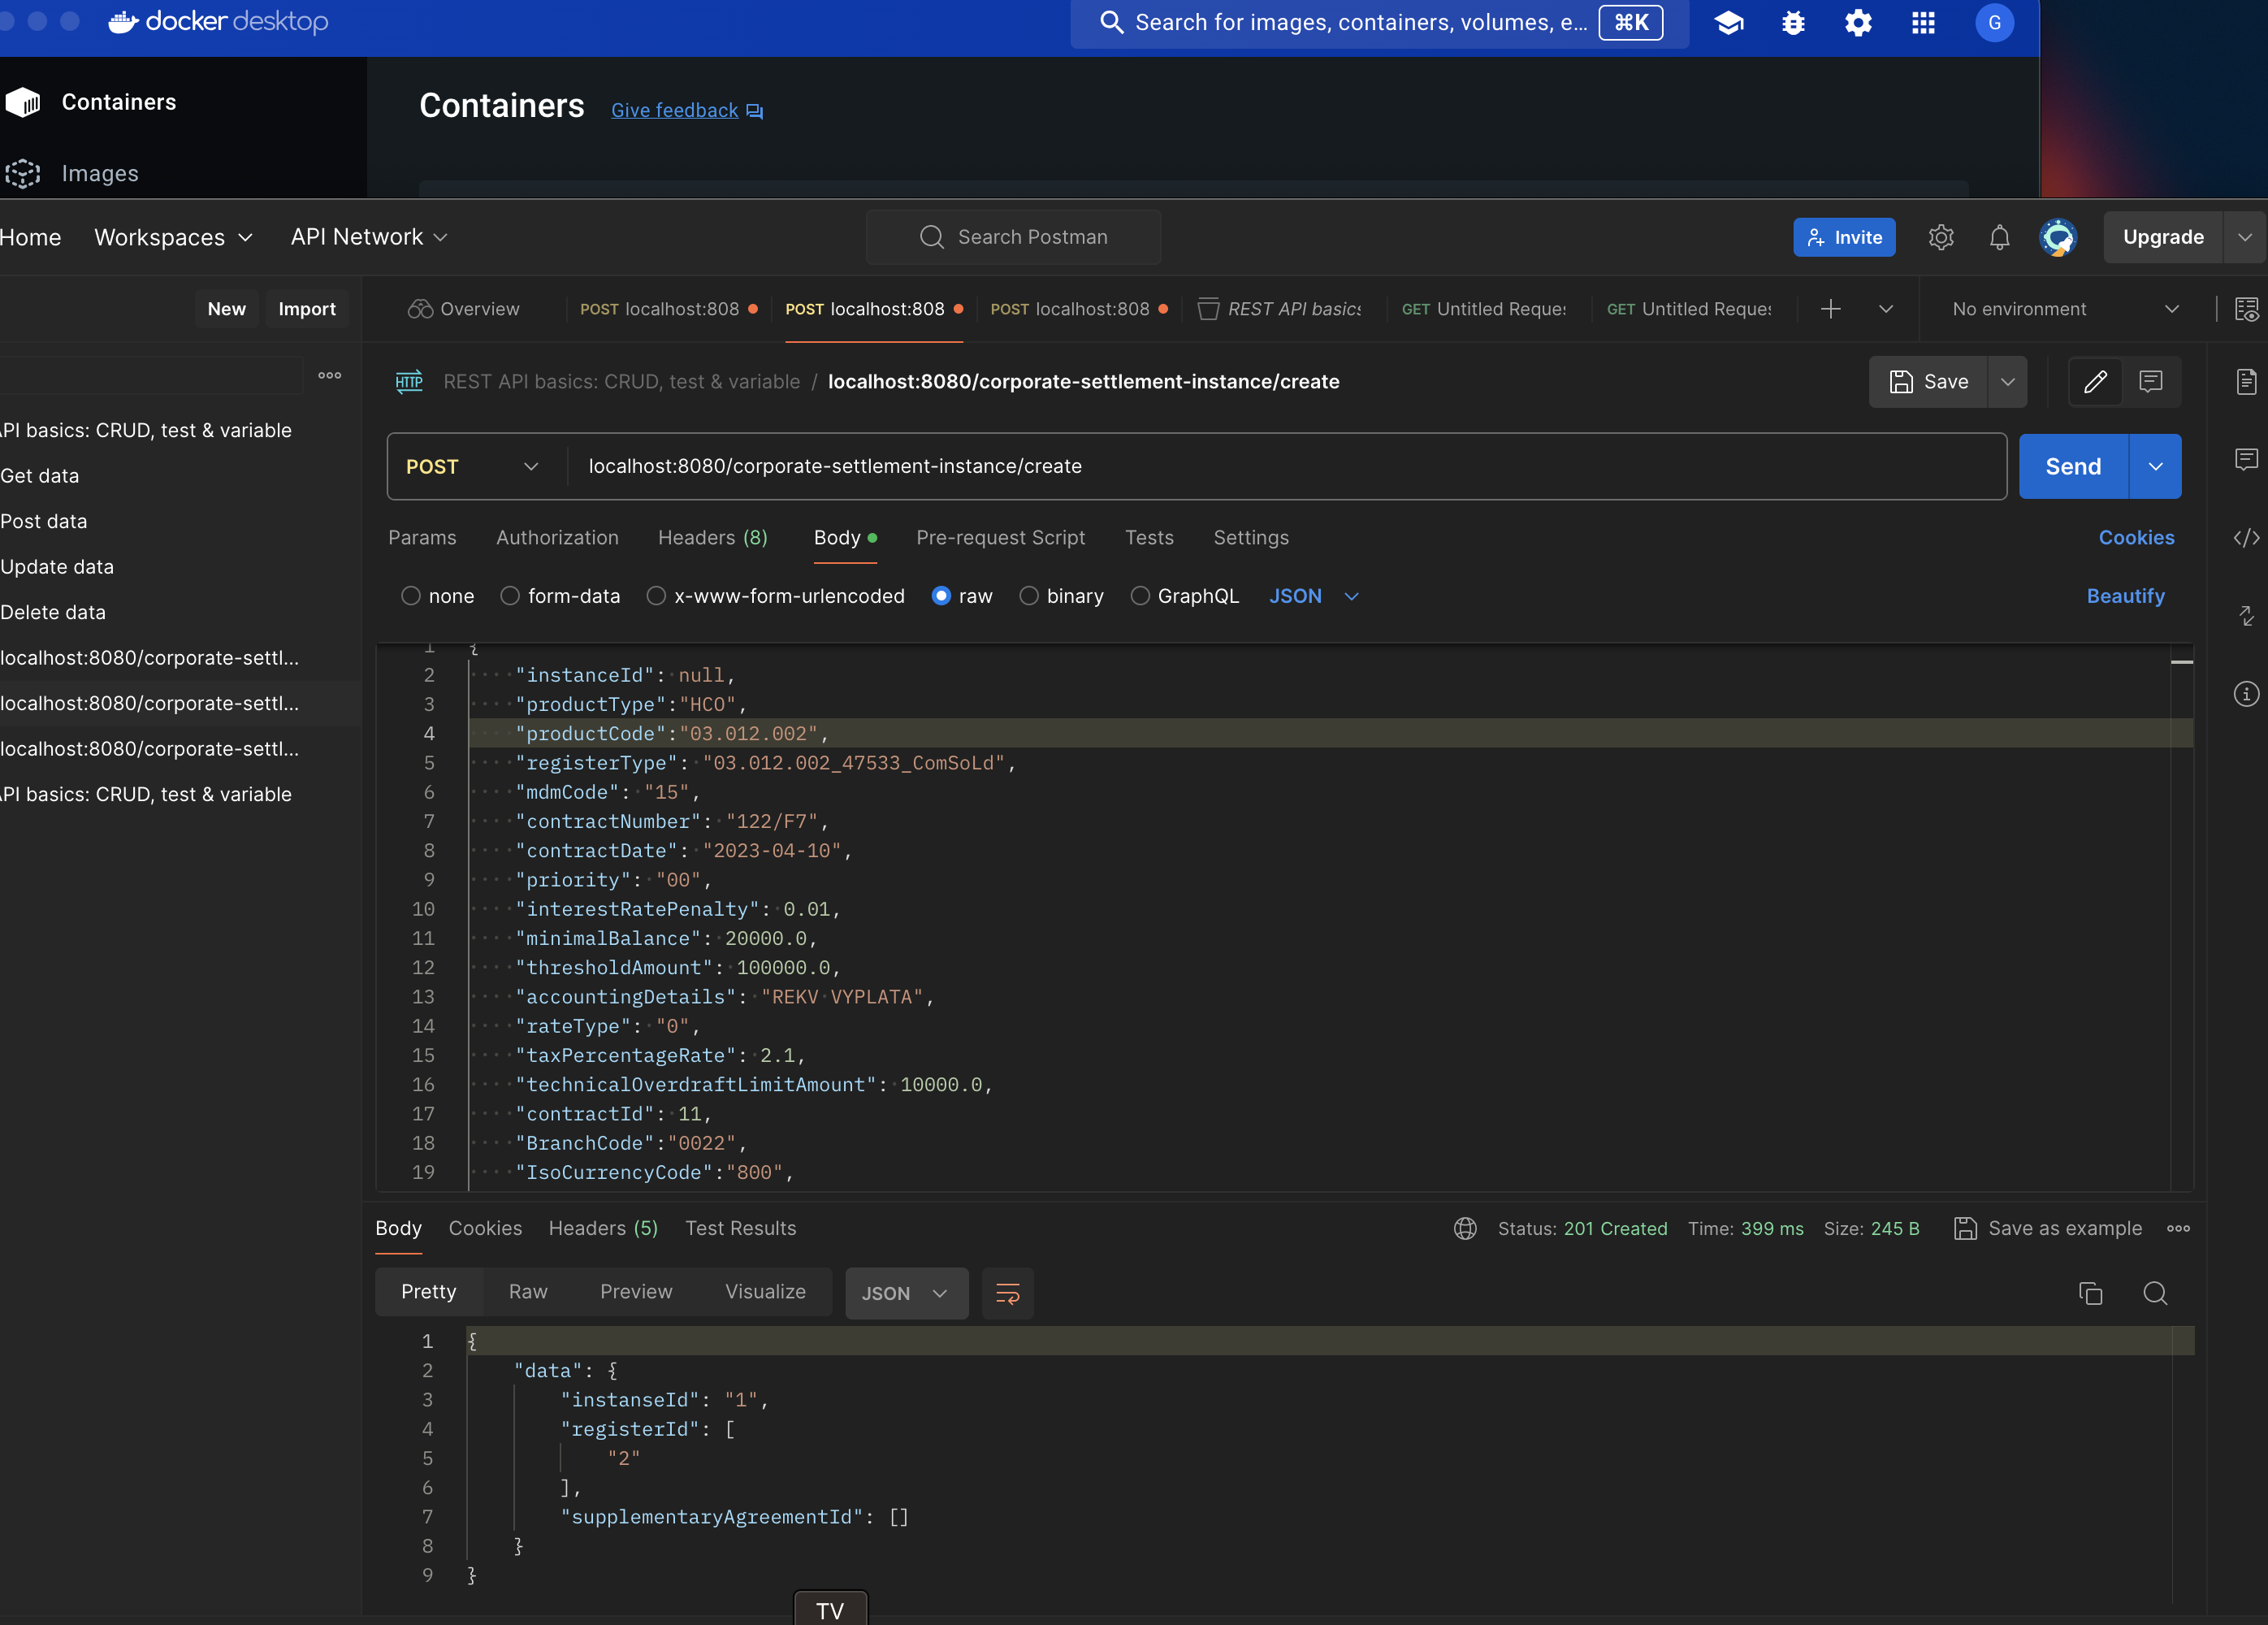 docker desktop
Search for images, containers, volumes, e... ⌘K
G
Containers
Containers Give feedback
Images
Home Workspaces API Network
Search Postman
Invite
Upgrade
New Import
Overview POST localhost:808 POST localhost:808 POST localhost:808 REST API basics GET Untitled Reques GET Untitled Reques No environment
HTTP REST API basics: CRUD, test & variable / localhost:8080/corporate-settlement-instance/create
Save
PI basics: CRUD, test & variable
Get data
Post data
Update data
Delete data
localhost:8080/corporate-settl...
localhost:8080/corporate-settl...
localhost:8080/corporate-settl...
PI basics: CRUD, test & variable
POST localhost:8080/corporate-settlement-instance/create
Send
Params Authorization Headers (8) Body Pre-request Script Tests Settings Cookies
none form-data x-www-form-urlencoded raw binary GraphQL JSON Beautify
1 {
2 "instanceId": null,
3 "productType":"HCO",
4 "productCode":"03.012.002",
5 "registerType": "03.012.002_47533_ComSoLd",
6 "mdmCode": "15",
7 "contractNumber": "122/F7",
8 "contractDate": "2023-04-10",
9 "priority": "00",
10 "interestRatePenalty": 0.01,
11 "minimalBalance": 20000.0,
12 "thresholdAmount": 100000.0,
13 "accountingDetails": "REKV VYPLATA",
14 "rateType": "0",
15 "taxPercentageRate": 2.1,
16 "technicalOverdraftLimitAmount": 10000.0,
17 "contractId": 11,
18 "BranchCode":"0022",
19 "IsoCurrencyCode":"800",
Body Cookies Headers (5) Test Results
Status: 201 Created Time: 399 ms Size: 245 B Save as example
Pretty Raw Preview Visualize JSON
1 {
2 "data": {
3 "instanseId": "1",
4 "registerId": [
5 "2"
6 ],
7 "supplementaryAgreementId": []
8 }
9 }
TV